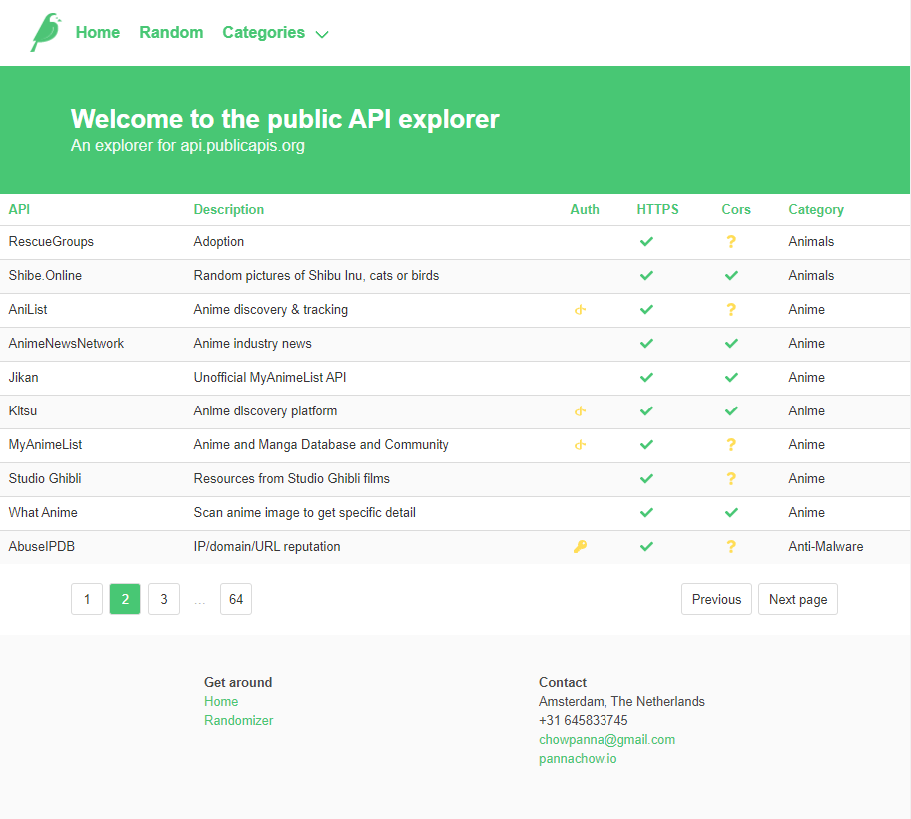 Home Random Categories
Welcome to the public API explorer
An explorer for api.publicapis.org
API Description Auth HTTPS Cors Category
RescueGroups Adoption ? Animals
Shibe.Online Random pictures of Shibu Inu, cats or birds Animals
AniList Anime discovery & tracking ? Anime
AnimeNewsNetwork Anime industry news Anime
Jikan Unofficial MyAnimeList API Anime
Kitsu Anime discovery platform Anime
MyAnimeList Anime and Manga Database and Community ? Anime
Studio Ghibli Resources from Studio Ghibli films ? Anime
What Anime Scan anime image to get specific detail Anime
AbuseIPDB IP/domain/URL reputation ? Anti-Malware
1 2 3 ... 64 Previous Next page
Get around
Home
Randomizer
Contact
Amsterdam, The Netherlands
+31 645833745
chowpanna@gmail.com
pannachow.io